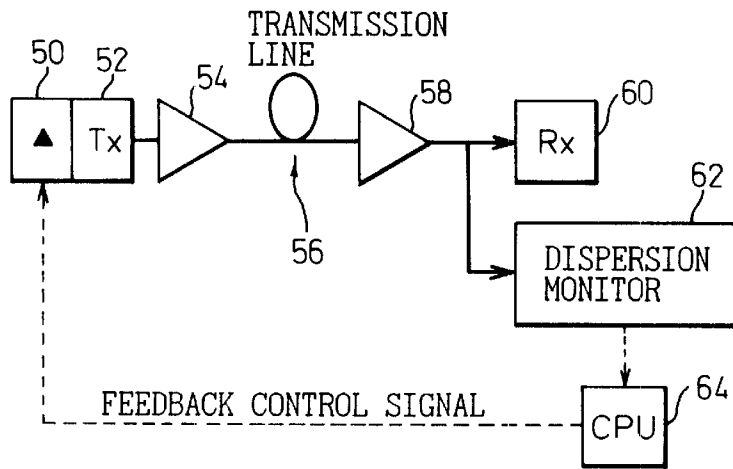 TRANSMISSION
LINE
50
52
54
58
60
Tx
Rx
56
62
DISPERSION
MONITOR
FEEDBACK CONTROL SIGNAL
CPU
64